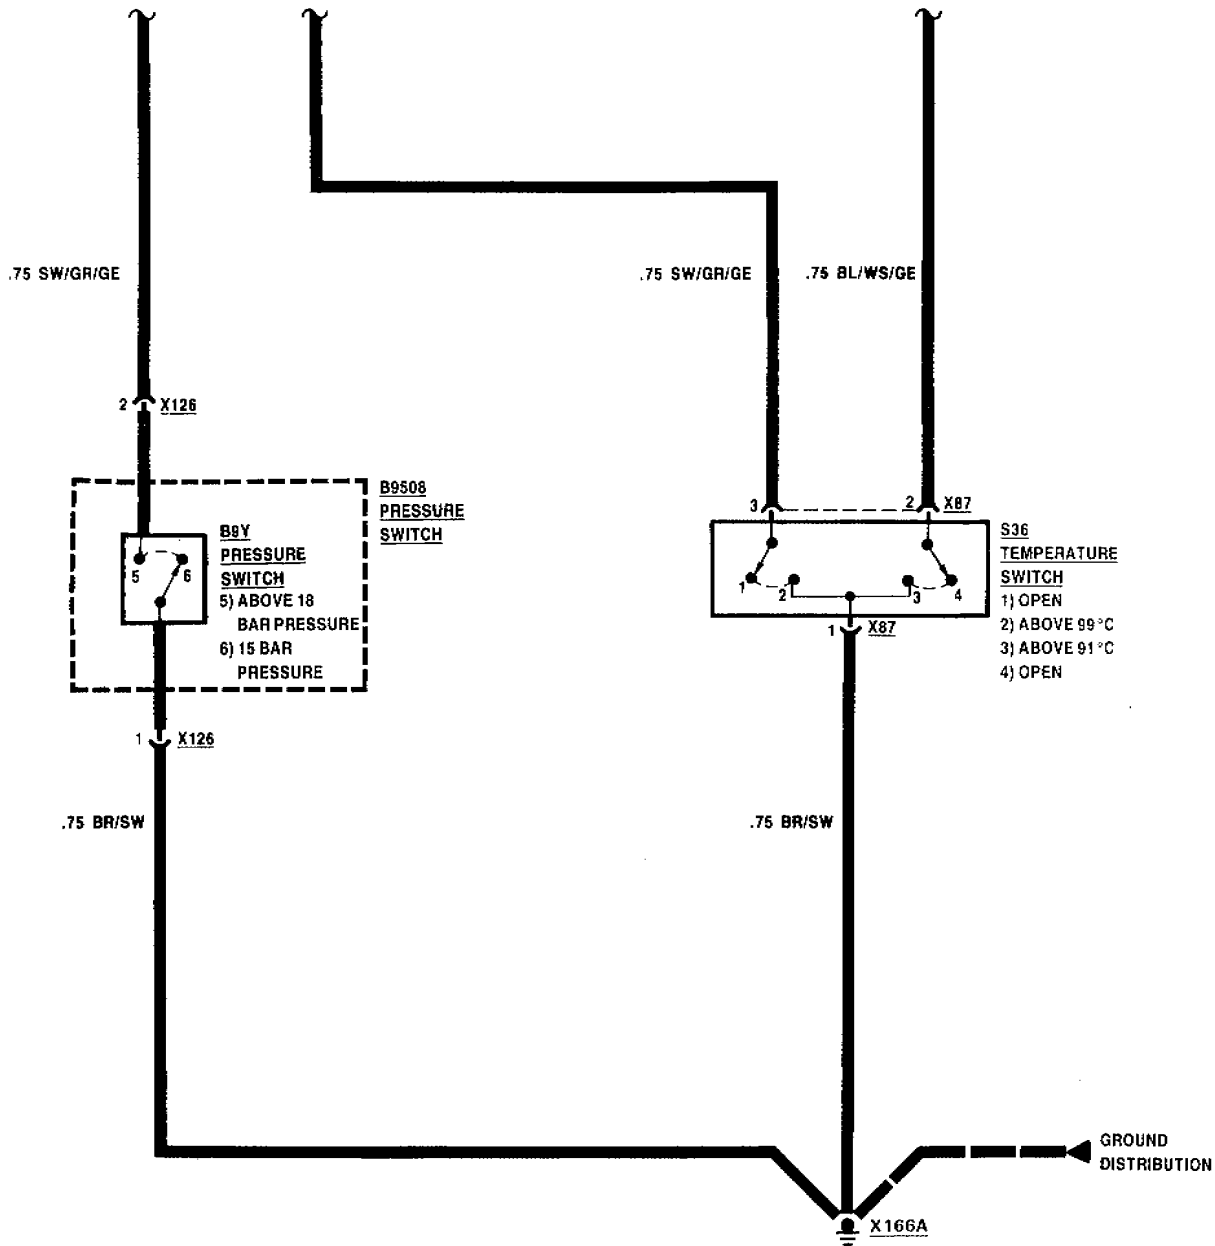 .75 SW/GR/GE
.75 SW/GR/GE
.75 BL/WS/GE
2 X126
B9508
PRESSURE
SWITCH
3
2 X87
B9Y
PRESSURE
SWITCH
5) ABOVE 18
BAR PRESSURE
6) 15 BAR
PRESSURE
5
6
S36
TEMPERATURE
SWITCH
1) OPEN
2) ABOVE 99°C
3) ABOVE 91°C
4) OPEN
1
2
3
4
1 X87
1 X126
.75 BR/SW
.75 BR/SW
GROUND
DISTRIBUTION
X166A